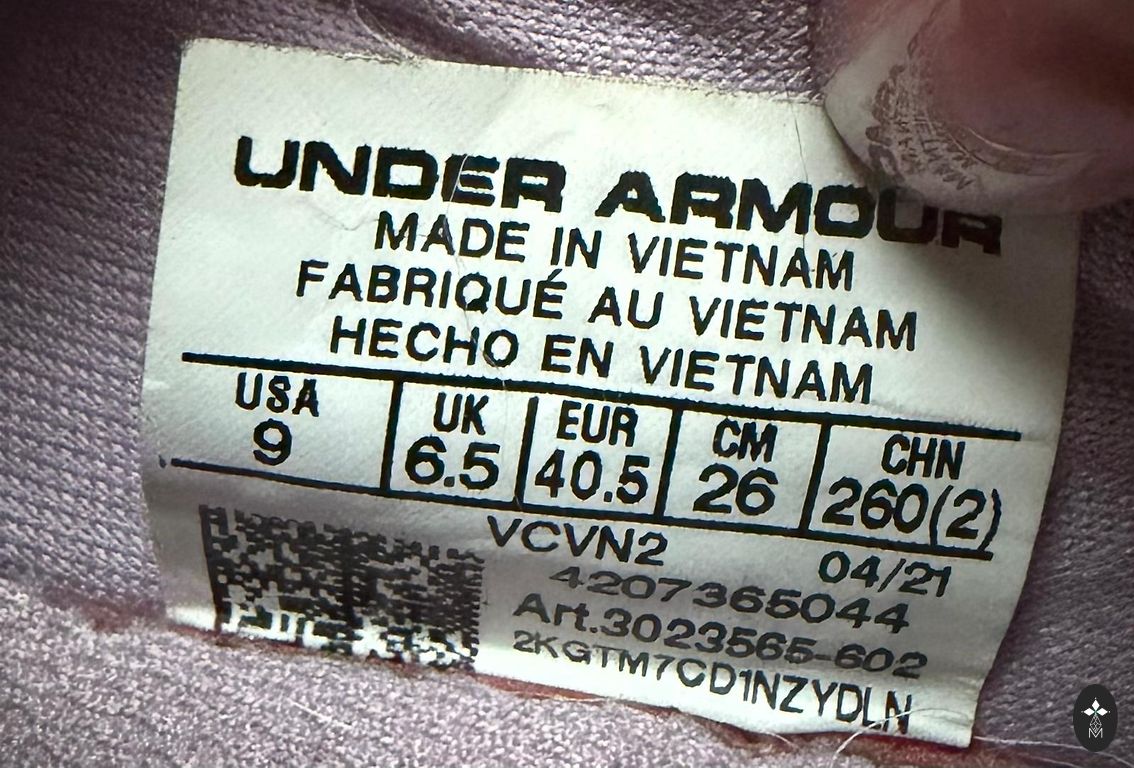 UNDER ARMOUR
MADE IN VIETNAM
FABRIQUÉ AU VIETNAM
HECHO EN VIETNAM
USA UK EUR CM CHN
9 6.5 40.5 26 260(2)
VCVN2 04/21
4207365044
Art.3023565-602
2KGTM7CD1NZYDLN
M